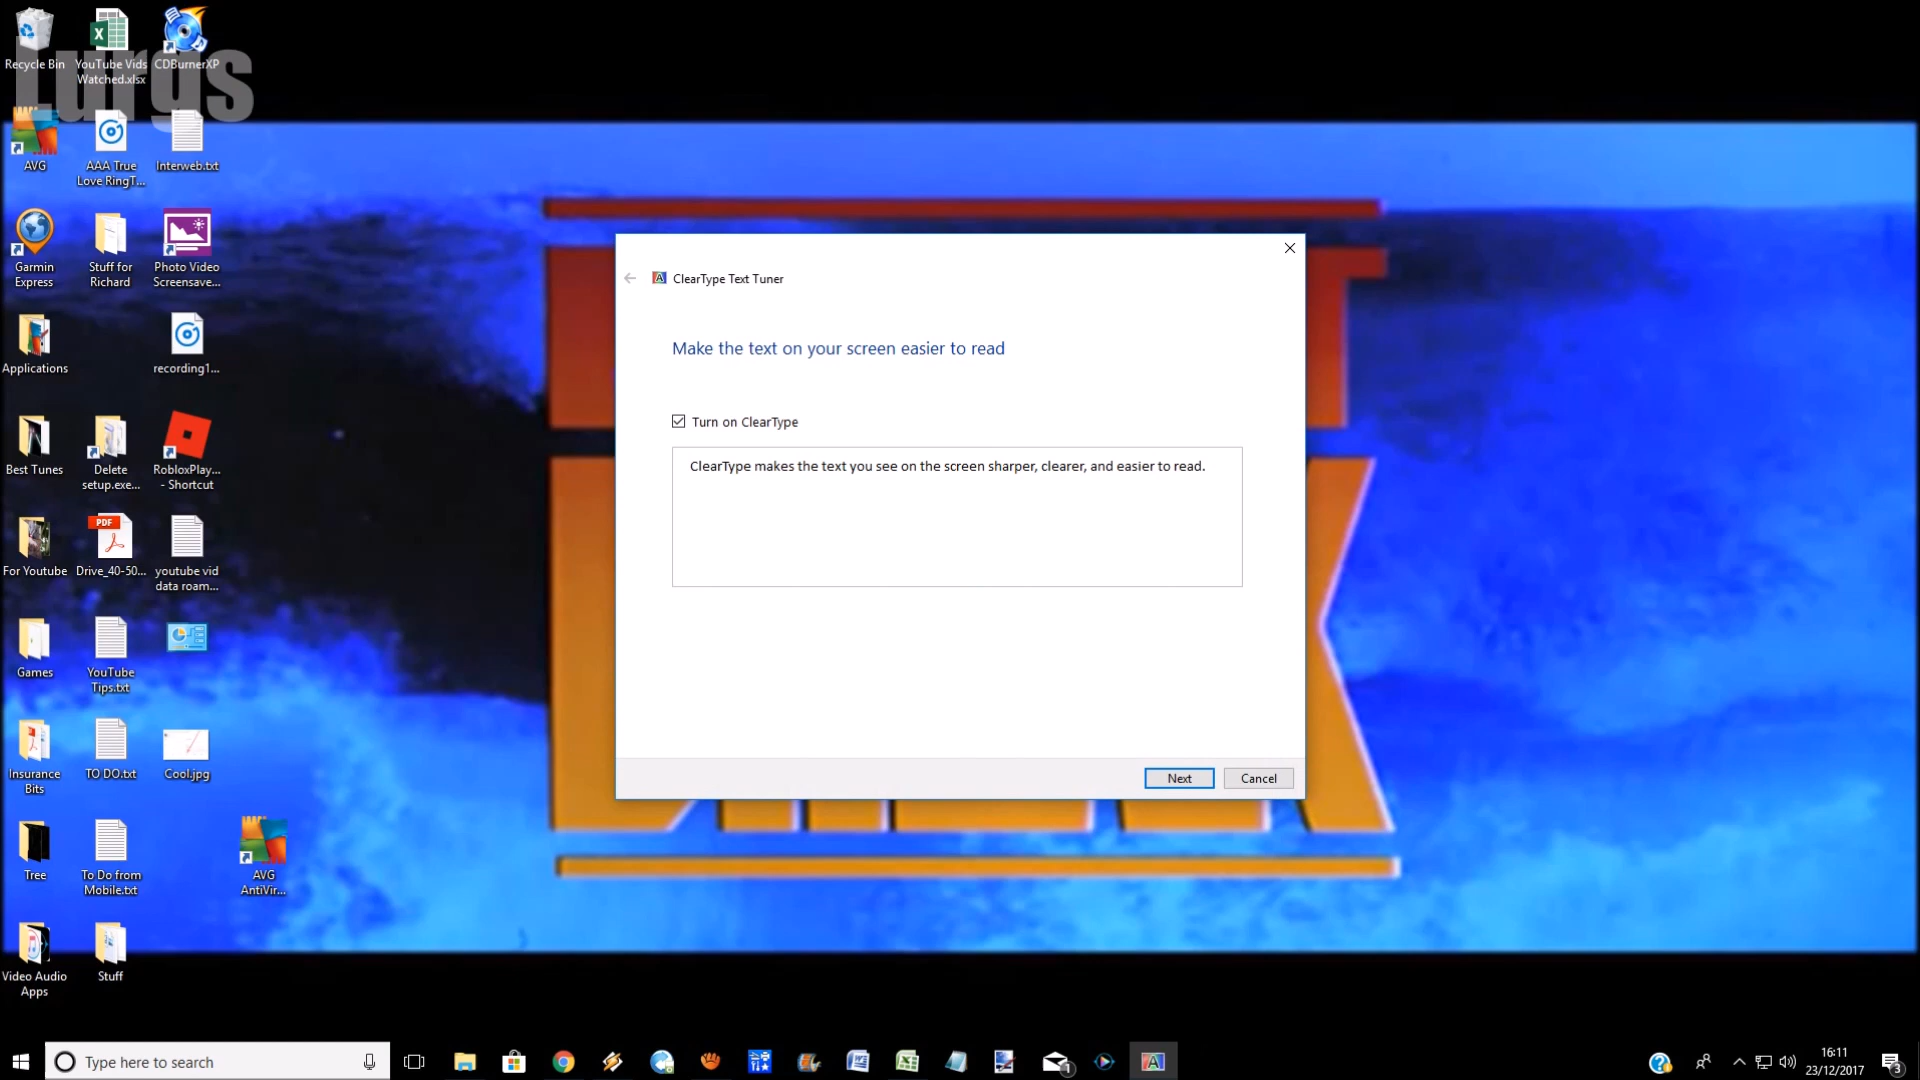 Lurgs
Recycle Bin
YouTube Vids
Watched.xlsx
CDBurnerXP
AVG
AAA True
Love RingT...
Interweb.txt
Garmin
Express
Stuff for
Richard
Photo Video
Screensave...
Applications
recording1...
Best Tunes
Delete
setup.exe...
RobloxPlay...
- Shortcut
For Youtube
PDF
Drive_40-50...
youtube vid
data roam...
Games
YouTube
Tips.txt
Insurance
Bits
TO DO.txt
Cool.jpg
Tree
To Do from
Mobile.txt
AVG
AntiVir...
Video Audio
Apps
Stuff
ClearType Text Tuner
Make the text on your screen easier to read
Turn on ClearType
ClearType makes the text you see on the screen sharper, clearer, and easier to read.
Next
Cancel
Type here to search
1
16:11
23/12/2017
3